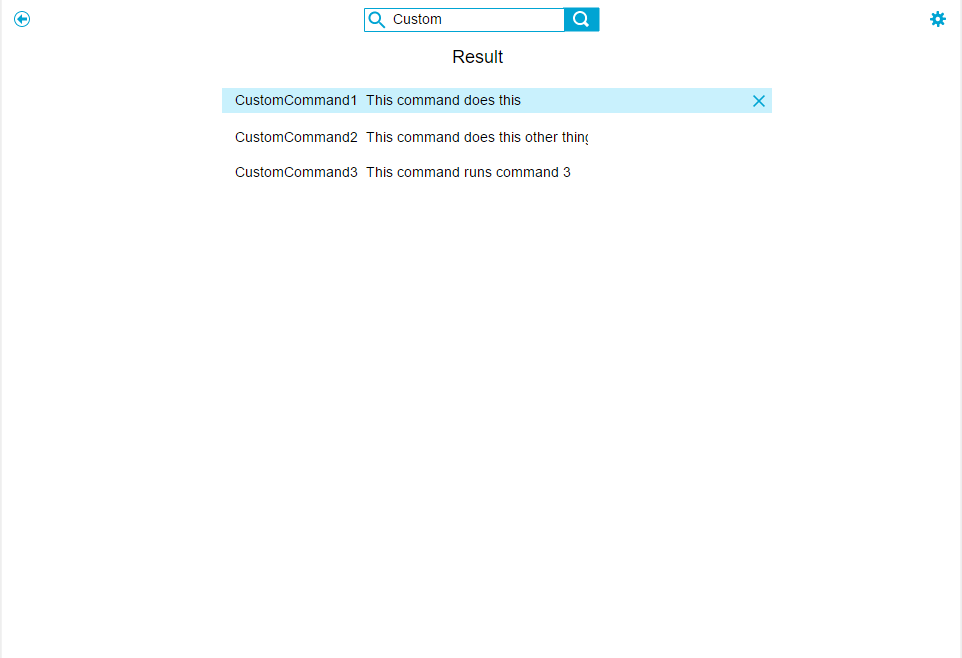 Custom
Result
CustomCommand1 This command does this
CustomCommand2 This command does this other thing
CustomCommand3 This command runs command 3